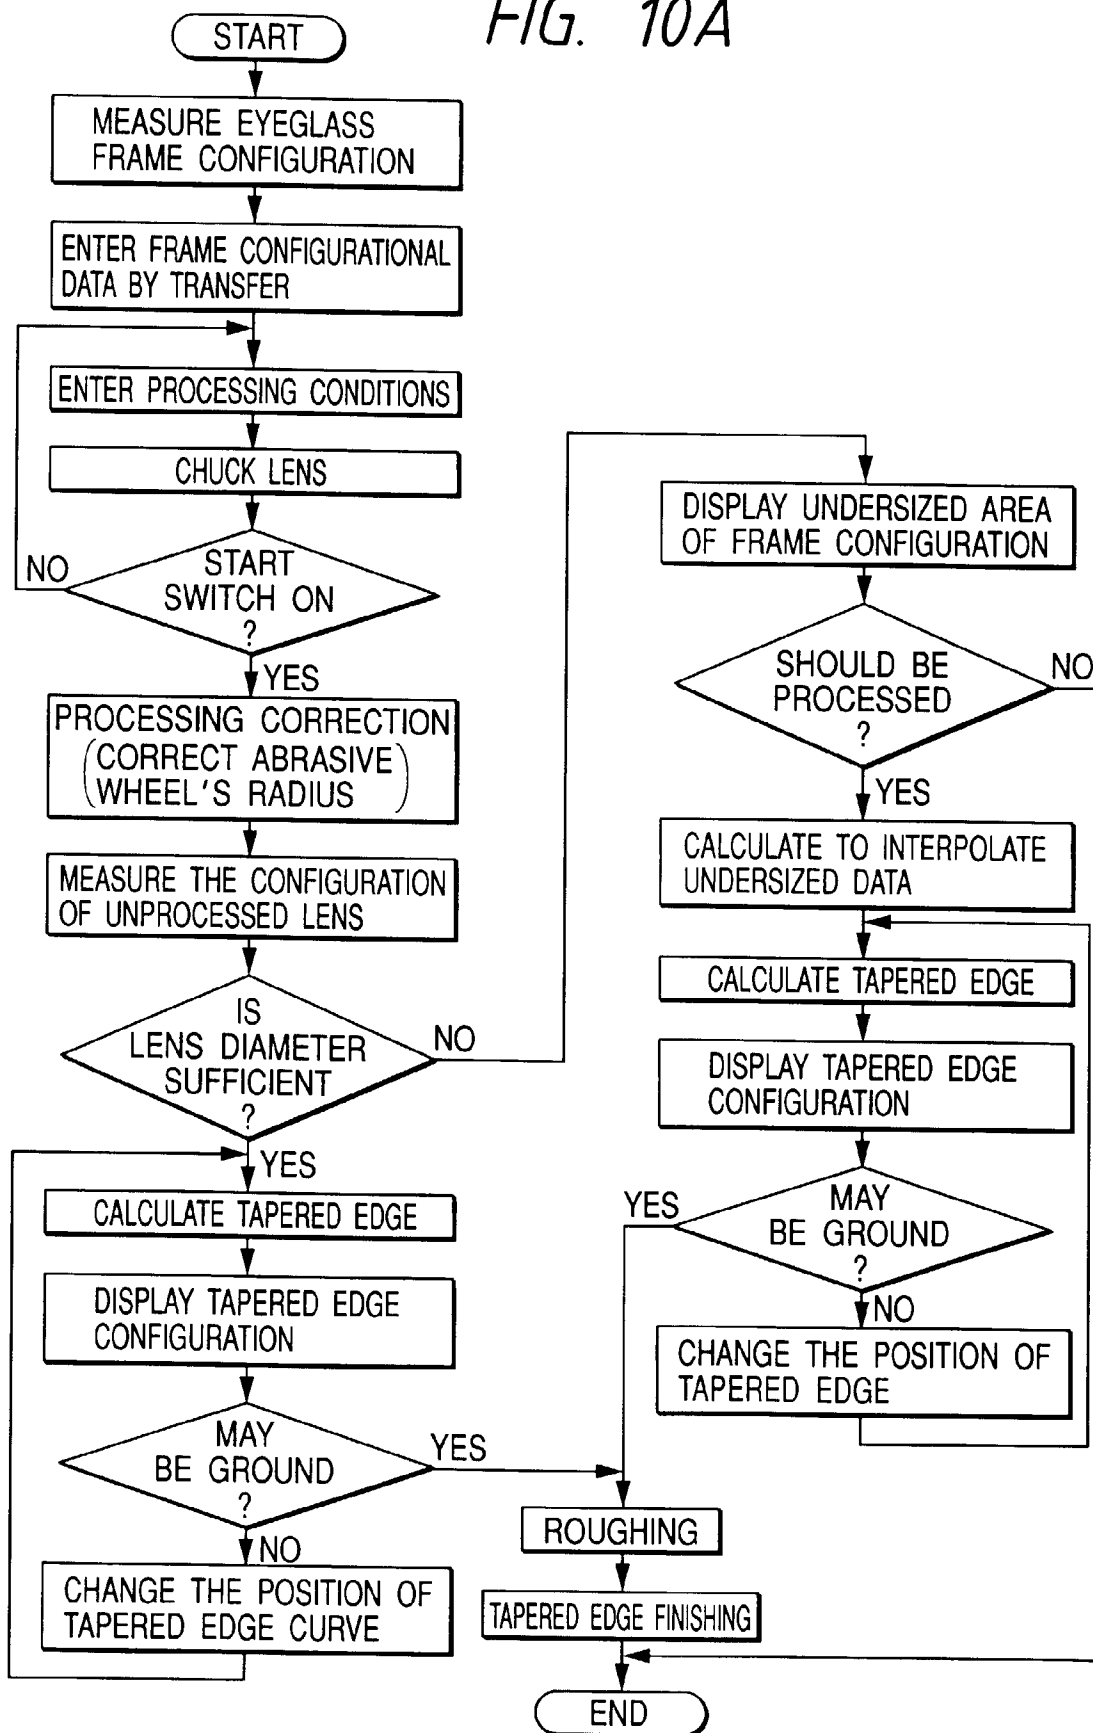 FIG. 10A
START
MEASURE EYEGLASS
FRAME CONFIGURATION
ENTER FRAME CONFIGURATIONAL
DATA BY TRANSFER
ENTER PROCESSING CONDITIONS
CHUCK LENS
START
SWITCH ON
?
NO
YES
PROCESSING CORRECTION
(CORRECT ABRASIVE
WHEEL'S RADIUS)
MEASURE THE CONFIGURATION
OF UNPROCESSED LENS
IS
LENS DIAMETER
SUFFICIENT
?
NO
YES
CALCULATE TAPERED EDGE
DISPLAY TAPERED EDGE
CONFIGURATION
MAY
BE GROUND
?
YES
NO
CHANGE THE POSITION OF
TAPERED EDGE CURVE
DISPLAY UNDERSIZED AREA
OF FRAME CONFIGURATION
SHOULD BE
PROCESSED
?
NO
YES
CALCULATE TO INTERPOLATE
UNDERSIZED DATA
CALCULATE TAPERED EDGE
DISPLAY TAPERED EDGE
CONFIGURATION
MAY
BE GROUND
?
YES
NO
CHANGE THE POSITION OF
TAPERED EDGE
ROUGHING
TAPERED EDGE FINISHING
END